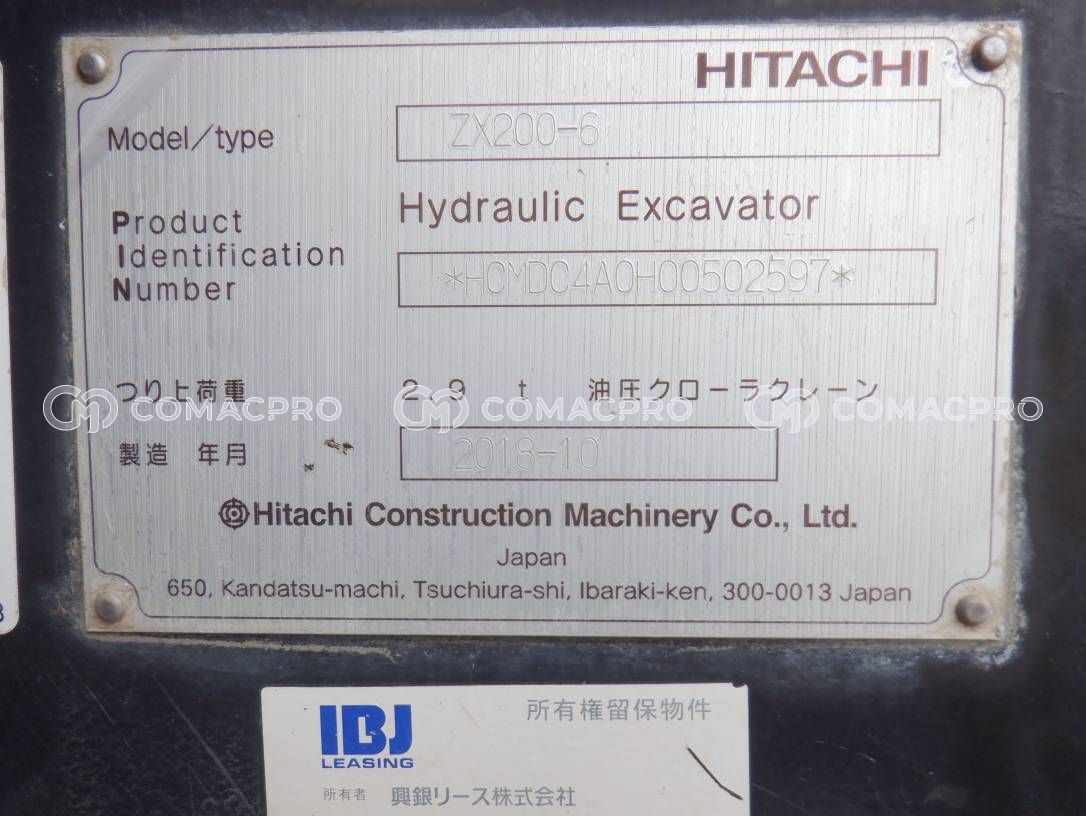 HITACHI
Model/type ZX200-6
Hydraulic Excavator
Product
Identification
Number
*HCMDC4A0H00502597*
つり上荷重 2.9 t 油圧クローラクレーン
COMACPRO COMACPRO COMACPRO
製造 年月 2018-10
Hitachi Construction Machinery Co., Ltd.
Japan
650, Kandatsu-machi, Tsuchiura-shi, Ibaraki-ken, 300-0013 Japan
IBJ
LEASING
所有権留保物件
所有者 興銀リース株式会社